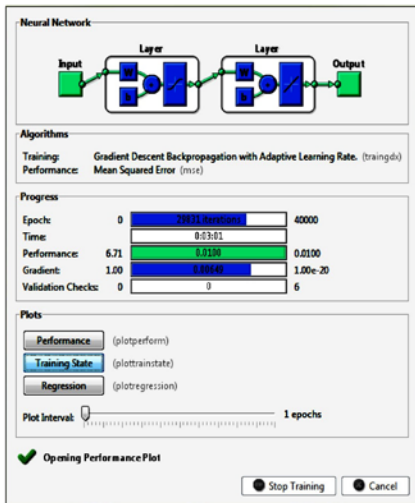 Neural Network
Layer Layer
Input Output
W W
b b
Algorithms
Training: Gradient Descent Backpropagation with Adaptive Learning Rate. (traingdx)
Performance: Mean Squared Error (mse)
Progress
Epoch: 0 iterations 40000
Time: 0:03:01
Performance: 6.71 0.0100 0.0100
Gradient: 1.00 1.00e-20
Validation Checks: 0 0 6
Plots
Performance (plotperform)
Training State (plottrainstate)
Regression (plotregression)
Plot Interval: 1 epochs
Opening Performance Plot
Stop Training Cancel